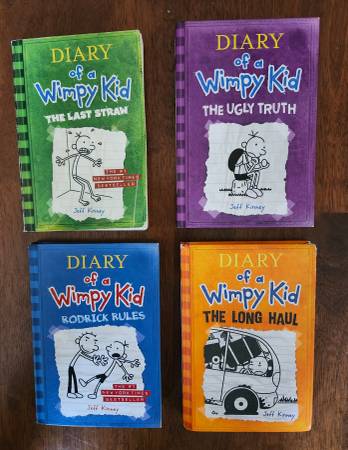 DIARY
of a
Wimpy Kid
THE LAST STRAW
THE #1
NEW YORK TIMES
BESTSELLER
Jeff Kinney
DIARY
of a
Wimpy Kid
THE UGLY TRUTH
Jeff Kinney
DIARY
of a
Wimpy Kid
RODRICK RULES
THE #1
NEW YORK TIMES
BESTSELLER
Jeff Kinney
DIARY
of a
Wimpy Kid
THE LONG HAUL
Jeff Kinney